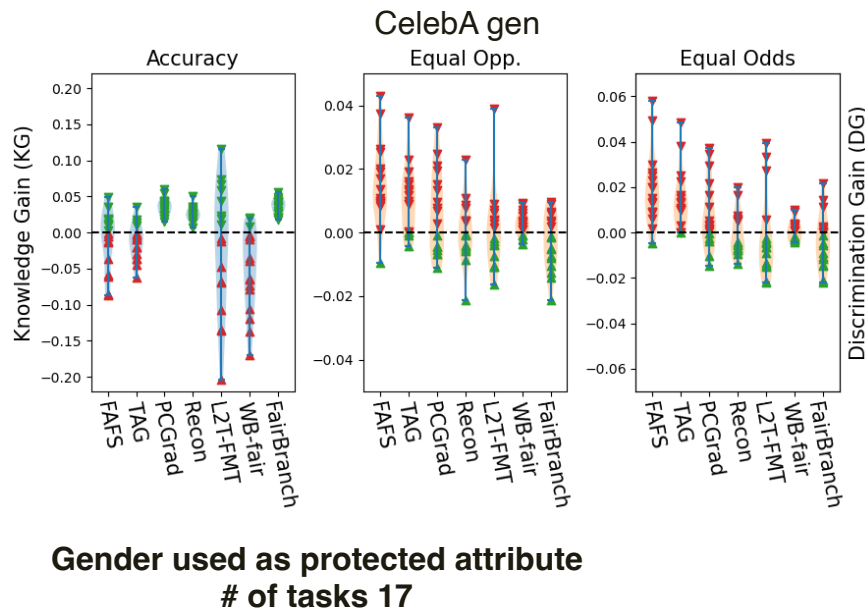 CelebA gen
Accuracy
Equal Opp.
Equal Odds
Knowledge Gain (KG)
0.20
0.15
0.10
0.05
0.00
−0.05
−0.10
−0.15
−0.20
FAFS
TAG
PCGrad
Recon
L2T-FMT
WB-fair
FairBranch
0.04
0.02
0.00
−0.02
−0.04
FAFS
TAG
PCGrad
Recon
L2T-FMT
WB-fair
FairBranch
0.06
0.04
0.02
0.00
−0.02
−0.04
−0.06
FAFS
TAG
PCGrad
Recon
L2T-FMT
WB-fair
FairBranch
Discrimination Gain (DG)
Gender used as protected attribute
# of tasks 17